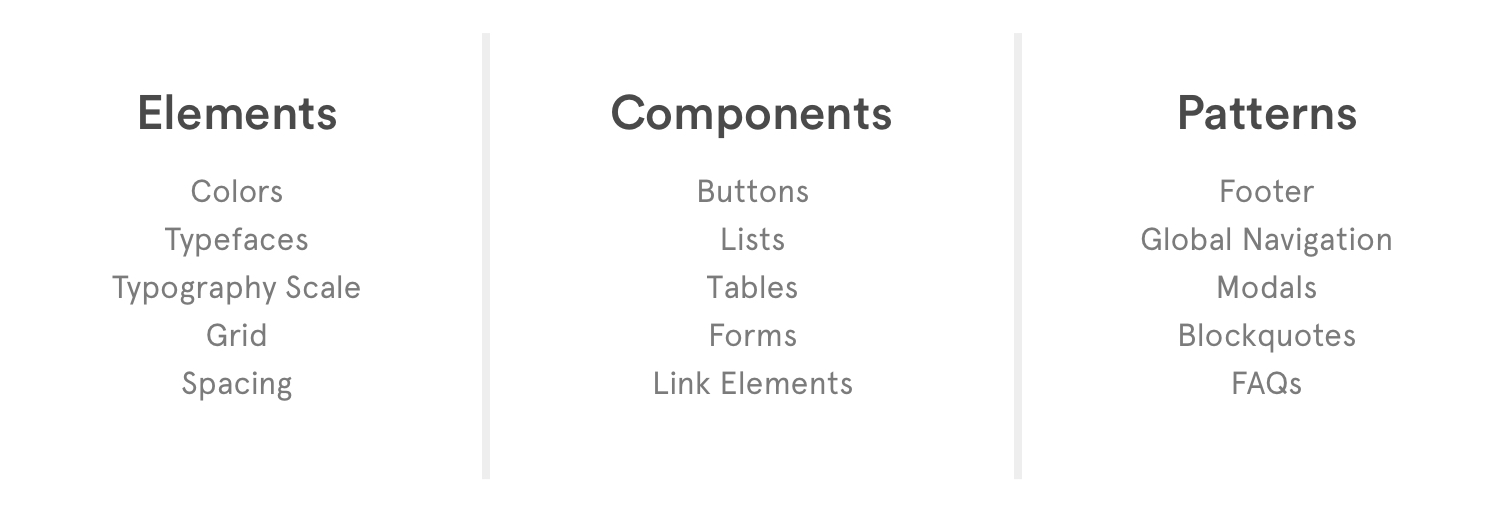 Elements
Colors
Typefaces
Typography Scale
Grid
Spacing
Components
Buttons
Lists
Tables
Forms
Link Elements
Patterns
Footer
Global Navigation
Modals
Blockquotes
FAQs